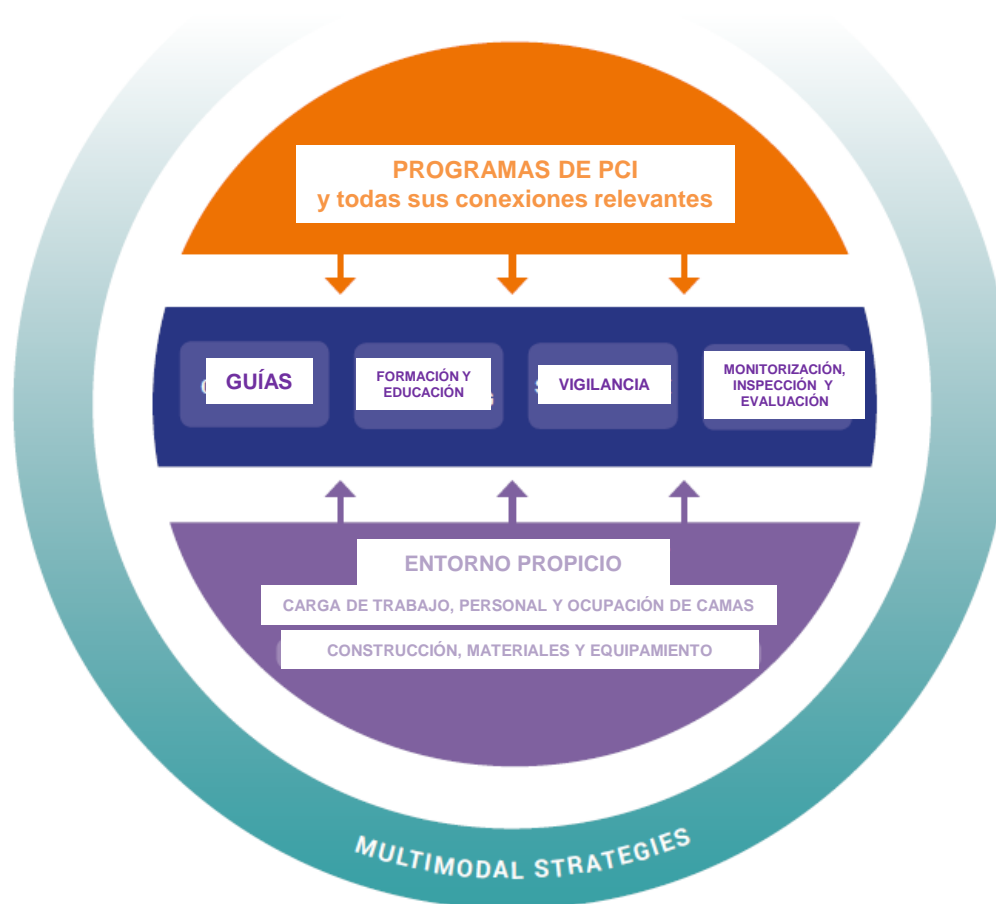 PROGRAMAS DE PCI
y todas sus conexiones relevantes
GUÍAS
FORMACIÓN Y
EDUCACIÓN
VIGILANCIA
MONITORIZACIÓN,
INSPECCIÓN Y
EVALUACIÓN
ENTORNO PROPICIO
CARGA DE TRABAJO, PERSONAL Y OCUPACIÓN DE CAMAS
CONSTRUCCIÓN, MATERIALES Y EQUIPAMIENTO
MULTIMODAL STRATEGIES